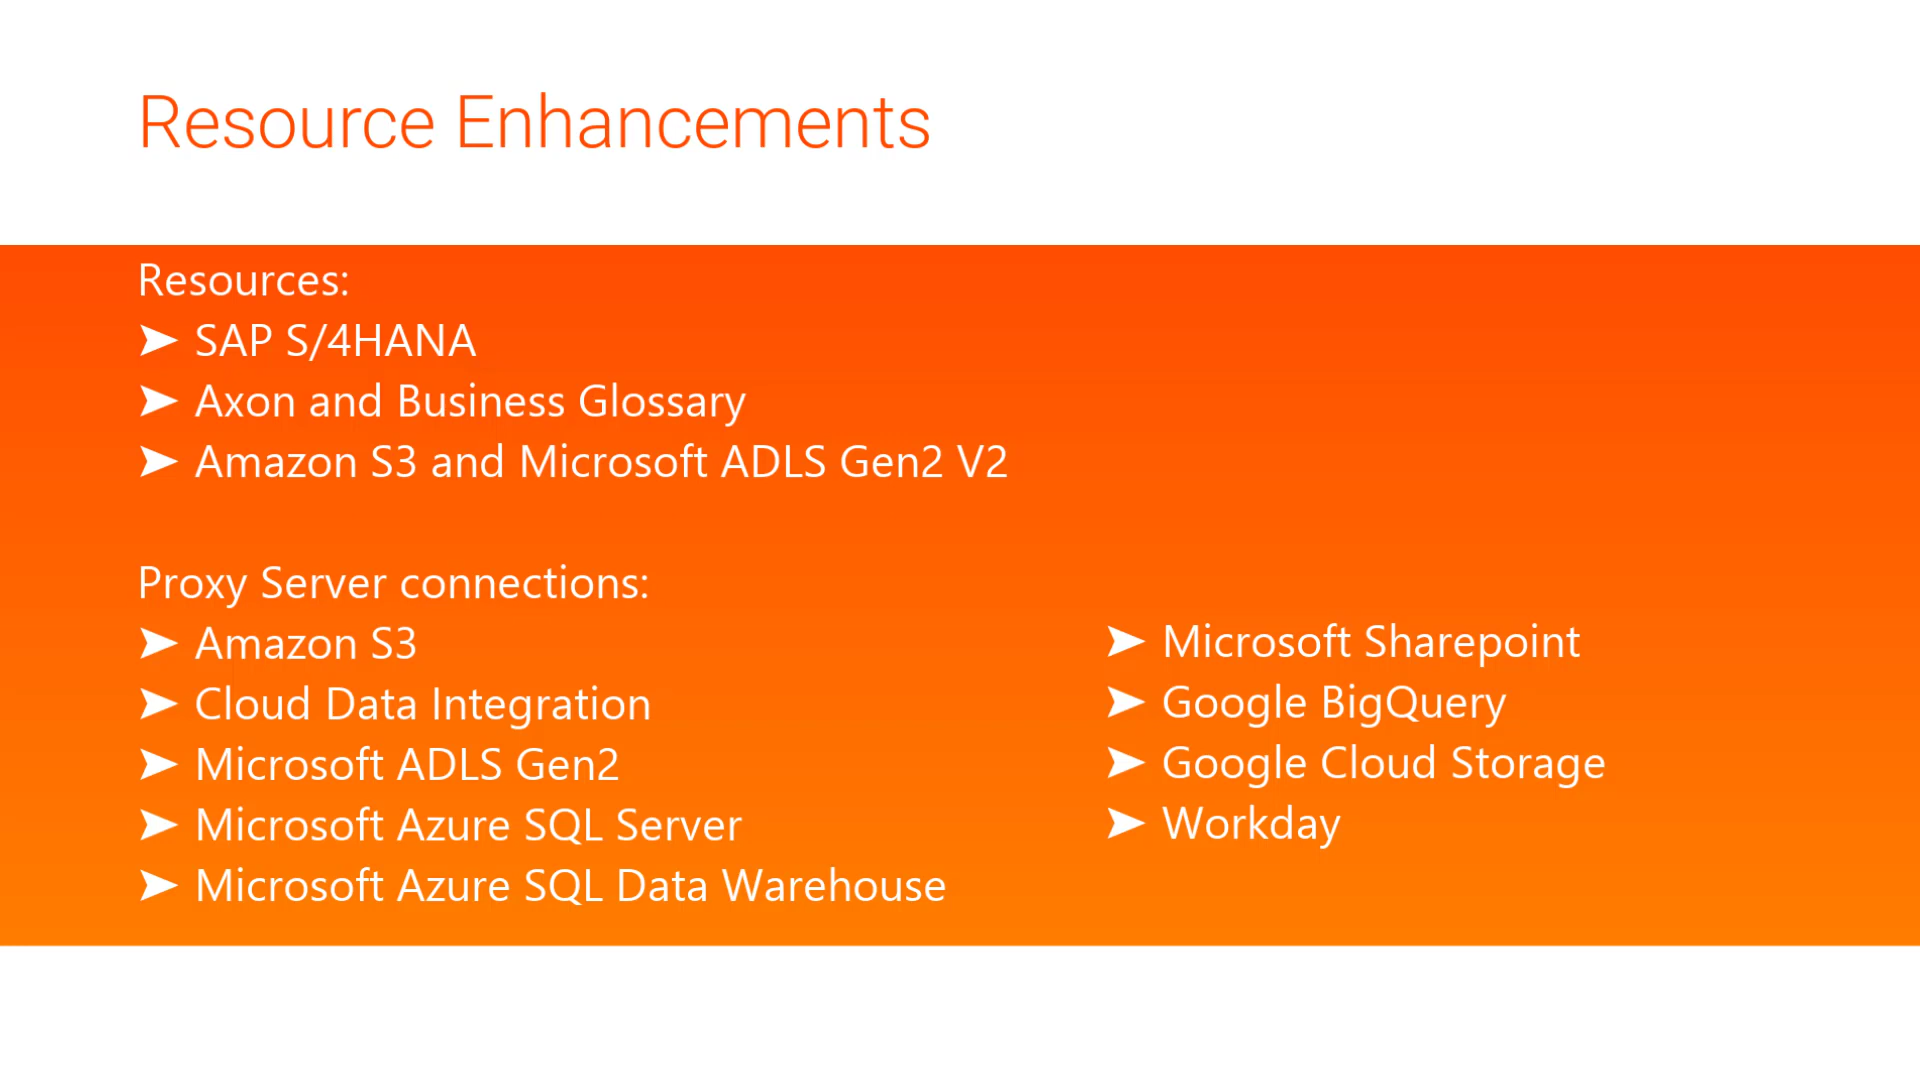 Resource Enhancements
Resources:
➤ SAP S/4HANA
➤ Axon and Business Glossary
➤ Amazon S3 and Microsoft ADLS Gen2 V2
Proxy Server connections:
➤ Amazon S3
➤ Cloud Data Integration
➤ Microsoft ADLS Gen2
➤ Microsoft Azure SQL Server
➤ Microsoft Azure SQL Data Warehouse
➤ Microsoft Sharepoint
➤ Google BigQuery
➤ Google Cloud Storage
➤ Workday